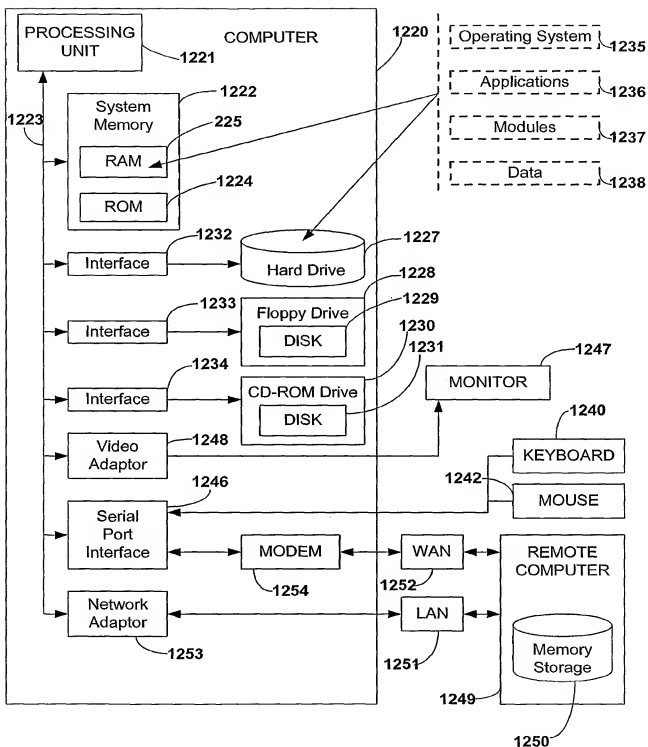 PROCESSING
UNIT
1221
COMPUTER
1220
Operating System
1235
Applications
1236
Modules
1237
Data
1238
1223
System
Memory
1222
RAM
225
ROM
1224
Interface
1232
Hard Drive
1227
Interface
1233
Floppy Drive
1228
DISK
1229
Interface
1234
CD-ROM Drive
1230
DISK
1231
MONITOR
1247
Video
Adaptor
1248
KEYBOARD
1240
MOUSE
1242
Serial
Port
Interface
1246
MODEM
1254
WAN
1252
REMOTE
COMPUTER
Network
Adaptor
1253
LAN
1251
Memory
Storage
1249
1250